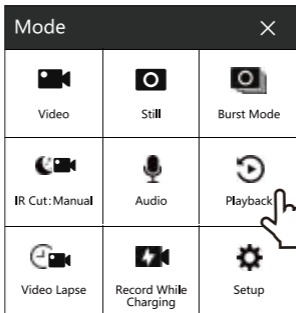 Mode
Video
Still
Burst Mode
IR Cut:Manual
Audio
Playback
Video Lapse
Record While
Charging
Setup